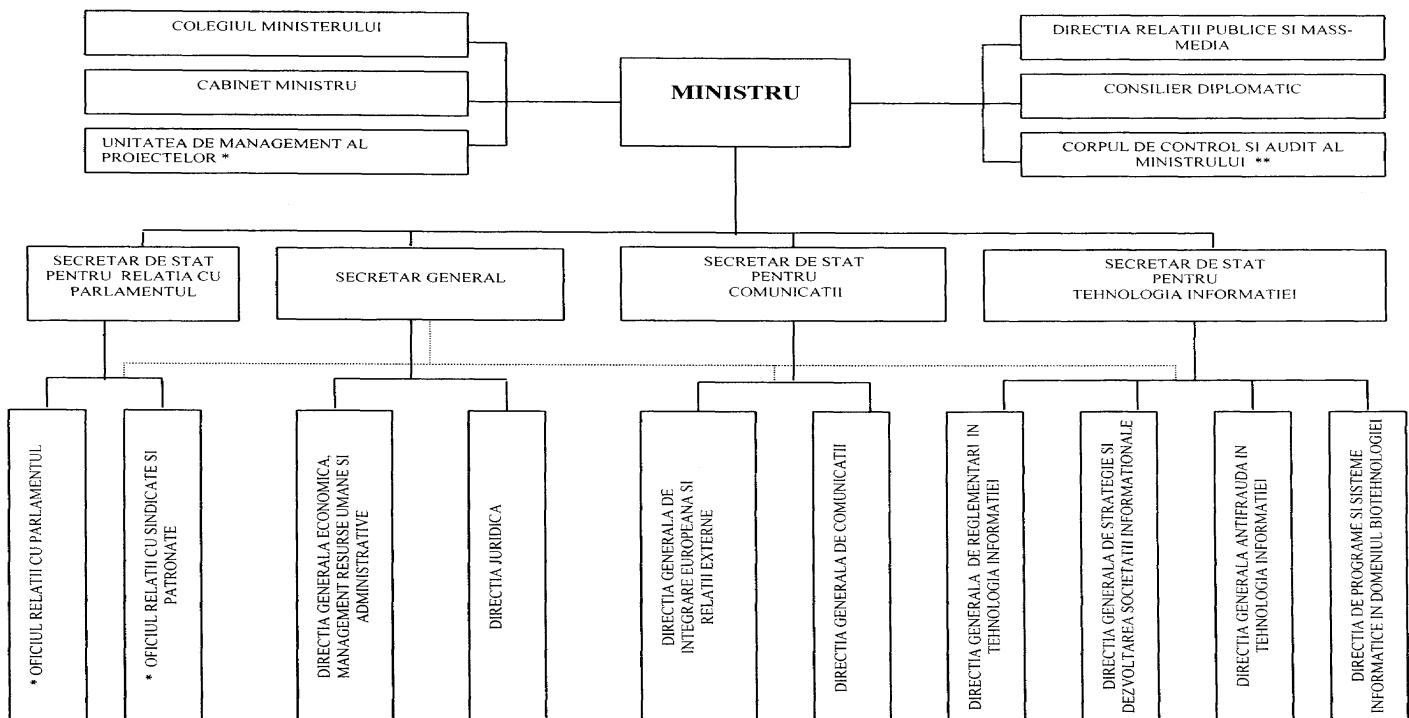 COLEGIUL MINISTERULUI
CABINET MINISTRU
UNITATEA DE MANAGEMENT AL
PROIECTELOR *
MINISTRU
DIRECTIA RELATII PUBLICE SI MASS-
MEDIA
CONSILIER DIPLOMATIC
CORPUL DE CONTROL SI AUDIT AL
MINISTRULUI **
SECRETAR DE STAT
PENTRU RELATIA CU
PARLAMENTUL
SECRETAR GENERAL
SECRETAR DE STAT
PENTRU
COMUNICATII
SECRETAR DE STAT
PENTRU
TEHNOLOGIA INFORMATIEI
* OFICIUL RELATII CU PARLAMENTUL
* OFICIUL RELATII CU SINDICATE SI
PATRONATE
DIRECTIA GENERALA ECONOMICA,
MANAGEMENT RESURSE UMANE SI
ADMINISTRATIVE
DIRECTIA JURIDICA
DIRECTIA GENERALA DE
INTEGRARE EUROPEANA SI
RELATII EXTERNE
DIRECTIA GENERALA DE COMUNICATII
DIRECTIA GENERALA DE REGLEMENTARI IN
TEHNOLOGIA INFORMATIEI
DIRECTIA GENERALA DE STRATEGIE SI
DEZVOLTAREA SOCIETATII INFORMATIONALE
DIRECTIA GENERALA ANTIFRAUDA IN
TEHNOLOGIA INFORMATIEI
DIRECTIA DE PROGRAME SI SISTEME
INFORMATICE IN DOMENIUL BIOTEHNOLOGIEI